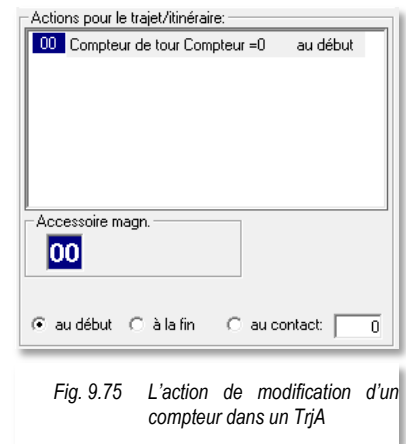 Actions pour le trajet/itinéraire:
00 Compteur de tour Compteur =0 au début
Accessoire magn.
00
au début à la fin au contact: 0
Fig. 9.75 L'action de modification d'un
compteur dans un TrjA